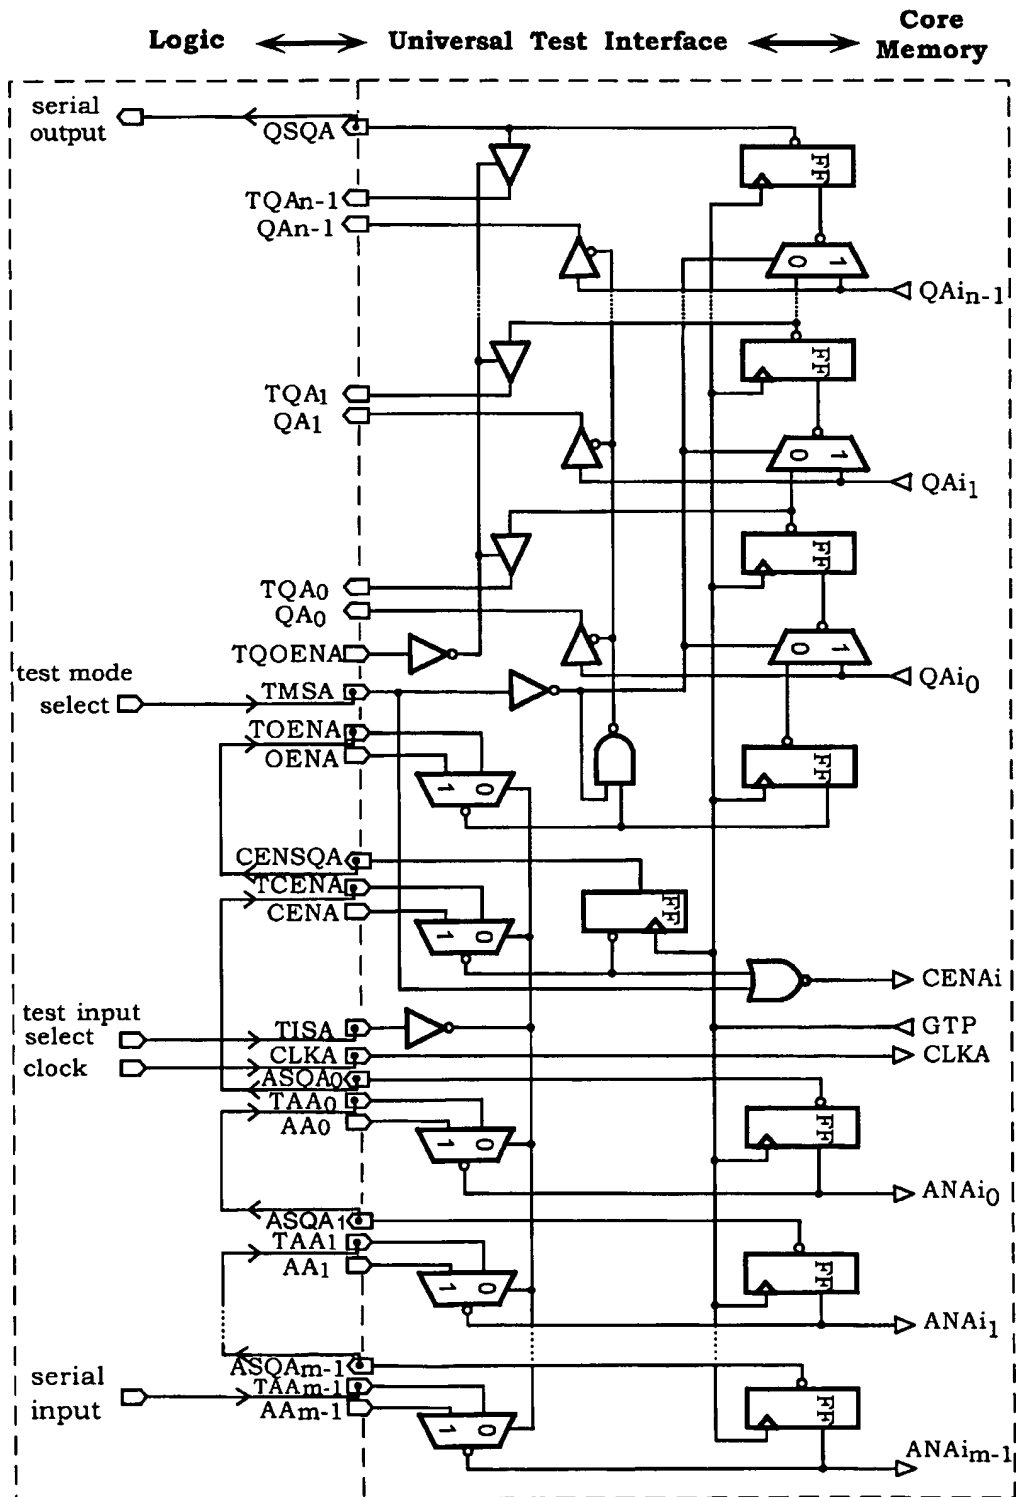 Logic Universal Test Interface Core Memory
serial output
QSQA
FF
TQAn-1
QAn-1
0 1
QAin-1
FF
TQA1
QA1
0 1
QAi1
FF
TQA0
QA0
0 1
TQOENA
QAi0
test mode select
TMSA
TOENA
OENA
1 0
FF
CENSQA
TCENA
CENA
1 0
FF
CENAi
test input select
TISA
GTP
clock
CLKA
CLKA
ASQA0
TAA0
AA0
1 0
FF
ANAi0
ASQA1
TAA1
AA1
1 0
FF
ANAi1
ASQAm-1
serial input
TAAm-1
AAm-1
1 0
FF
ANAim-1